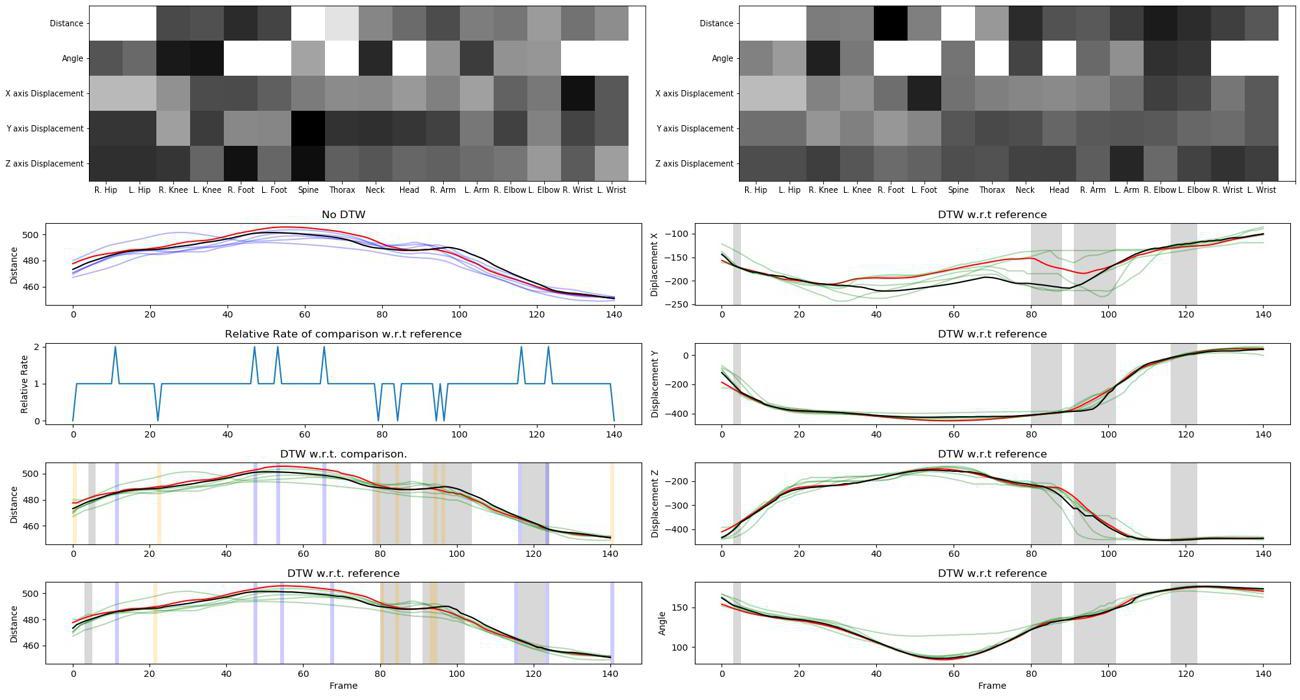 Distance
Angle
X axis Displacement
Y axis Displacement
Z axis Displacement
R. Hip L. Hip R. Knee L. Knee R. Foot L. Foot Spine Thorax Neck Head R. Arm L. Arm R. Elbow L. Elbow R. Wrist L. Wrist
Distance
Angle
X axis Displacement
Y axis Displacement
Z axis Displacement
R. Hip L. Hip R. Knee L. Knee R. Foot L. Foot Spine Thorax Neck Head R. Arm L. Arm R. Elbow L. Elbow R. Wrist L. Wrist
No DTW
Distance
500
480
460
0 20 40 60 80 100 120 140
DTW w.r.t reference
Diplacement X
−100
−150
−200
−250
0 20 40 60 80 100 120 140
Relative Rate of comparison w.r.t reference
Relative Rate
2
1
0
0 20 40 60 80 100 120 140
DTW w.r.t reference
Displacement Y
0
−200
−400
0 20 40 60 80 100 120 140
DTW w.r.t. comparison.
Distance
500
480
460
0 20 40 60 80 100 120 140
DTW w.r.t reference
Displacement Z
−200
−300
−400
0 20 40 60 80 100 120 140
DTW w.r.t. reference
Distance
500
480
460
0 20 40 60 80 100 120 140
Frame
DTW w.r.t reference
Angle
150
100
0 20 40 60 80 100 120 140
Frame